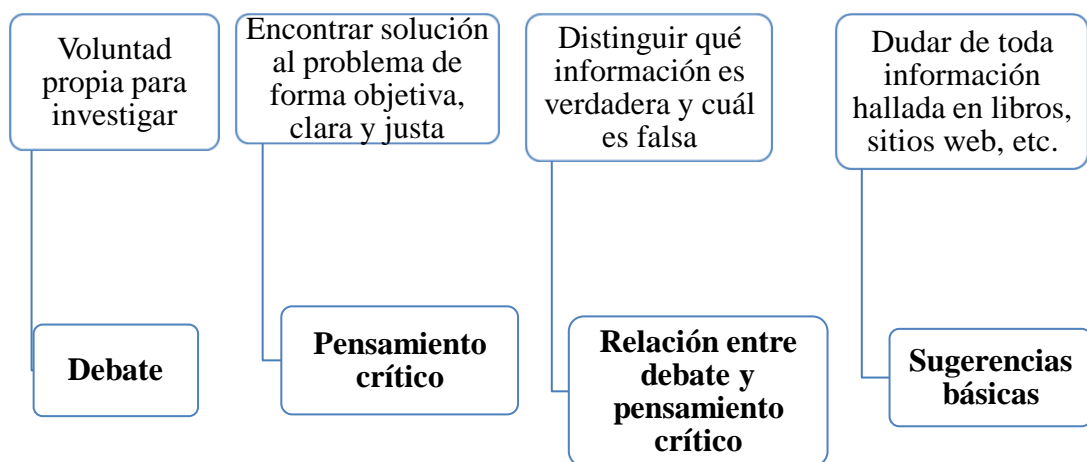 Voluntad
propia para
investigar
Encontrar solución
al problema de
forma objetiva,
clara y justa
Distinguir qué
información es
verdadera y cuál
es falsa
Dudar de toda
información
hallada en libros,
sitios web, etc.
Debate
Pensamiento
crítico
Relación entre
debate y
pensamiento
crítico
Sugerencias
básicas